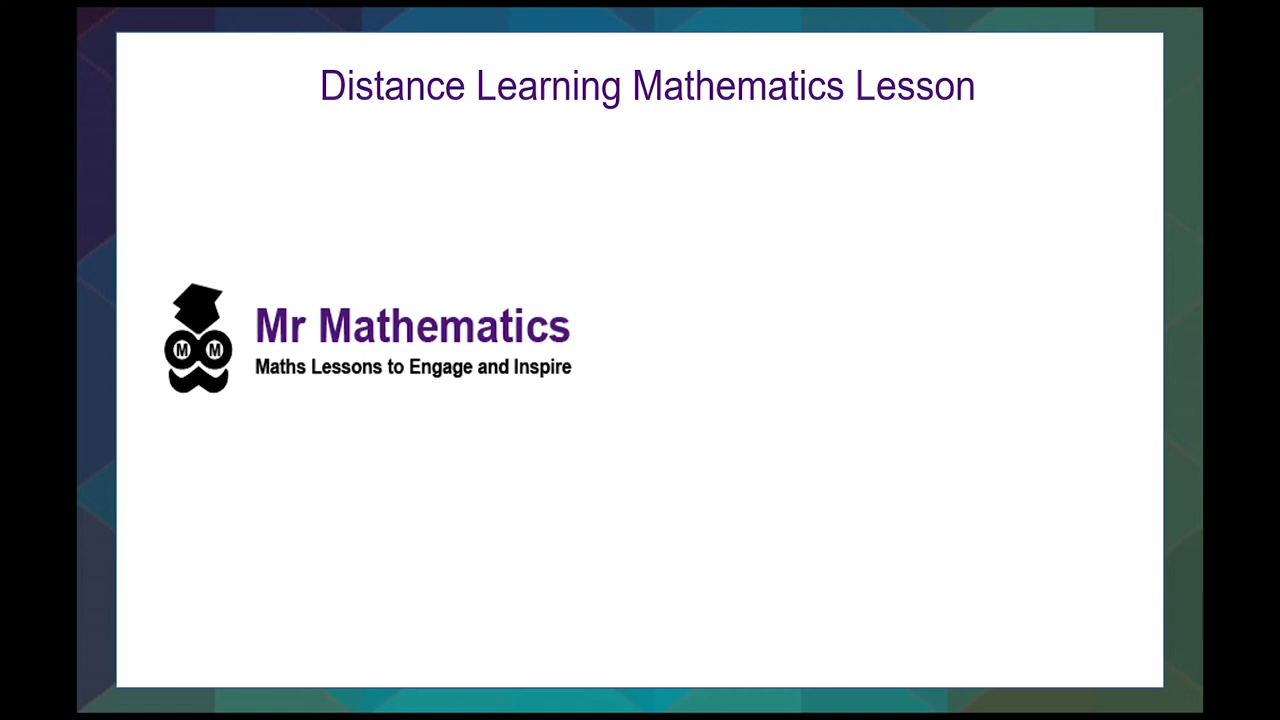 Distance Learning Mathematics Lesson
Mr Mathematics
M M
Maths Lessons to Engage and Inspire